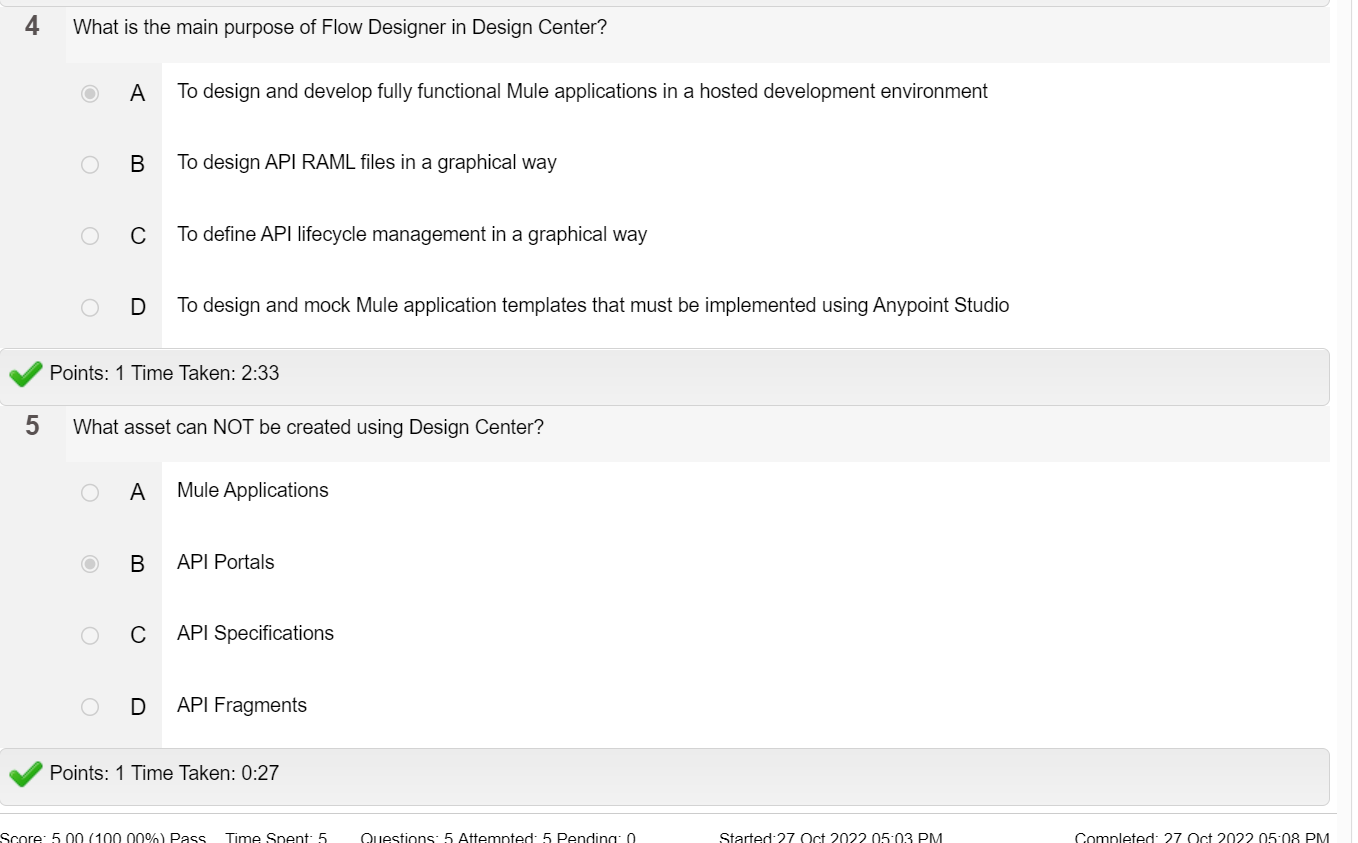 4 What is the main purpose of Flow Designer in Design Center?
A To design and develop fully functional Mule applications in a hosted development environment
B To design API RAML files in a graphical way
C To define API lifecycle management in a graphical way
D To design and mock Mule application templates that must be implemented using Anypoint Studio
Points: 1 Time Taken: 2:33
5 What asset can NOT be created using Design Center?
A Mule Applications
B API Portals
C API Specifications
D API Fragments
Points: 1 Time Taken: 0:27
Score: 5.00 (100.00%) Pass Time Spent: 5 Questions: 5 Attempted: 5 Pending: 0 Started:27 Oct 2022 05:03 PM Completed: 27 Oct 2022 05:08 PM